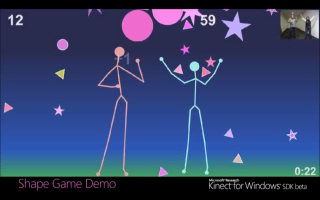 12
59
0:22
Shape Game Demo
Microsoft Research
Kinect for Windows SDK beta